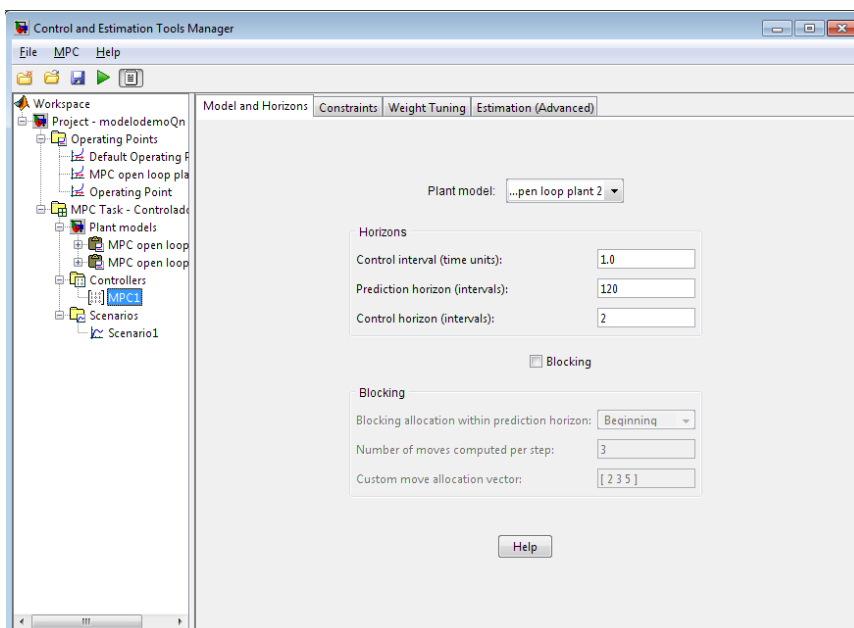 Control and Estimation Tools Manager
File MPC Help
Workspace
Project - modelodemoQn
Operating Points
Default Operating P
MPC open loop pla
Operating Point
MPC Task - Controlado
Plant models
MPC open loop
MPC open loop
Controllers
MPC1
Scenarios
Scenario1
Model and Horizons Constraints Weight Tuning Estimation (Advanced)
Plant model: ...pen loop plant 2
Horizons
Control interval (time units): 1.0
Prediction horizon (intervals): 120
Control horizon (intervals): 2
Blocking
Blocking
Blocking allocation within prediction horizon: Beginning
Number of moves computed per step: 3
Custom move allocation vector: [ 2 3 5 ]
Help